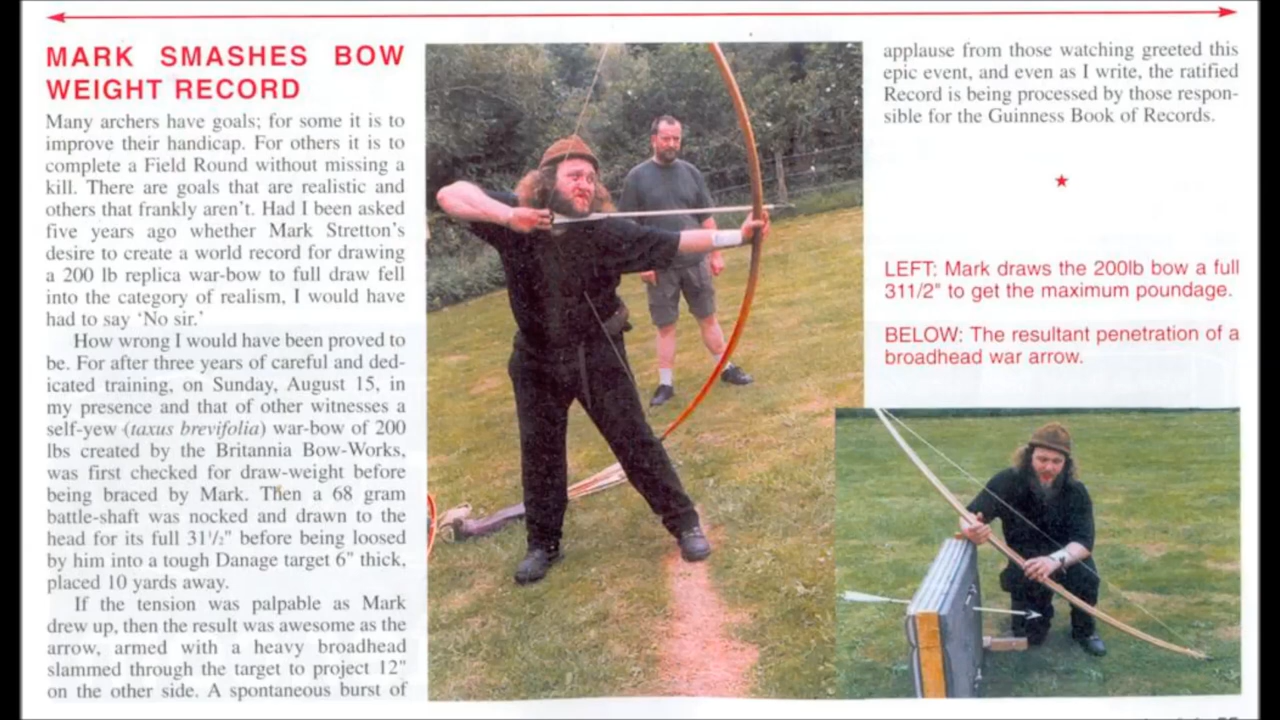 MARK SMASHES BOW
WEIGHT RECORD
Many archers have goals; for some it is to
improve their handicap. For others it is to
complete a Field Round without missing a
kill. There are goals that are realistic and
others that frankly aren't. Had I been asked
five years ago whether Mark Stretton's
desire to create a world record for drawing
a 200 lb replica war-bow to full draw fell
into the category of realism, I would have
had to say 'No sir.'
How wrong I would have been proved to
be. For after three years of careful and ded-
icated training, on Sunday, August 15, in
my presence and that of other witnesses a
self-yew (taxus brevifolia) war-bow of 200
lbs created by the Britannia Bow-Works,
was first checked for draw-weight before
being braced by Mark. Then a 68 gram
battle-shaft was nocked and drawn to the
head for its full 31¹/₂" before being loosed
by him into a tough Danage target 6" thick,
placed 10 yards away.
If the tension was palpable as Mark
drew up, then the result was awesome as the
arrow, armed with a heavy broadhead
slammed through the target to project 12"
on the other side. A spontaneous burst of
applause from those watching greeted this
epic event, and even as I write, the ratified
Record is being processed by those respon-
sible for the Guinness Book of Records.
LEFT: Mark draws the 200lb bow a full
311/2" to get the maximum poundage.
BELOW: The resultant penetration of a
broadhead war arrow.